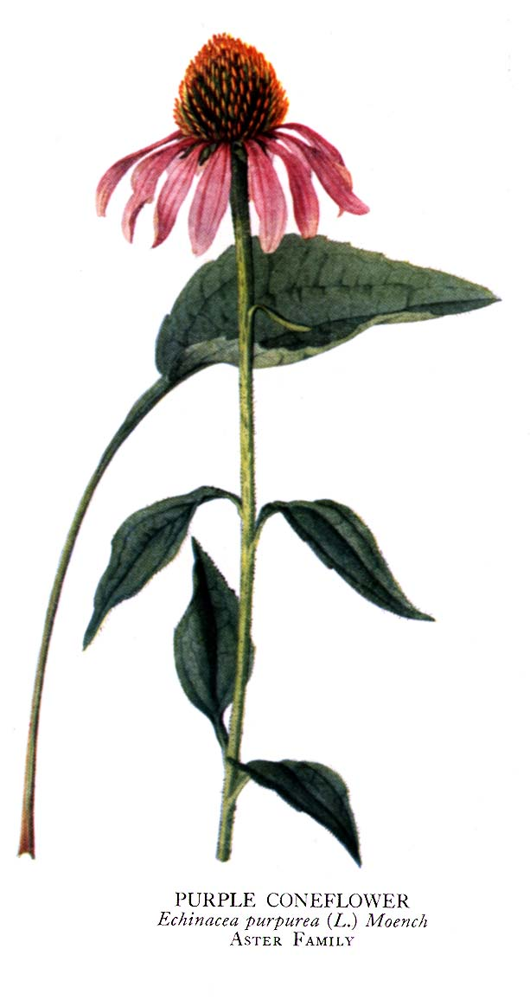 PURPLE CONEFLOWER
Echinacea purpurea (L.) Moench
Aster Family